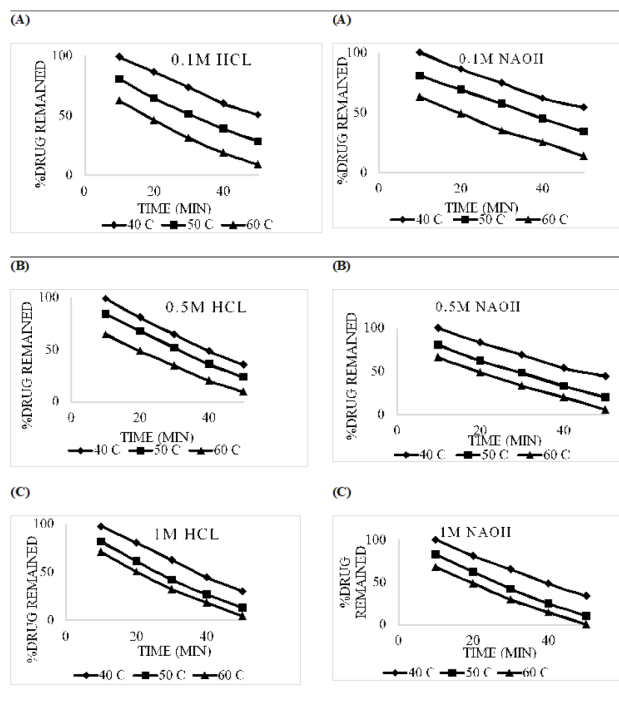 (A)
(A)
0.1M HCL
%DRUG REMAINED
100
50
0
0
20
40
TIME (MIN)
40 C
50 C
60 C
0.1M NAOH
%DRUG REMAINED
100
50
0
0
20
40
TIME (MIN)
40 C
50 C
60 C
(B)
(B)
0.5M HCL
%DRUG REMAINED
100
50
0
0
20
40
TIME (MIN)
40 C
50 C
60 C
0.5M NAOH
%DRUG REMAINED
100
50
0
0
20
40
TIME (MIN)
40 C
50 C
60 C
(C)
(C)
1M HCL
%DRUG REMAINED
100
50
0
0
20
40
TIME (MIN)
40 C
50 C
60 C
1M NAOH
%DRUG
REMAINED
100
50
0
0
20
40
TIME (MIN)
40 C
50 C
60 C